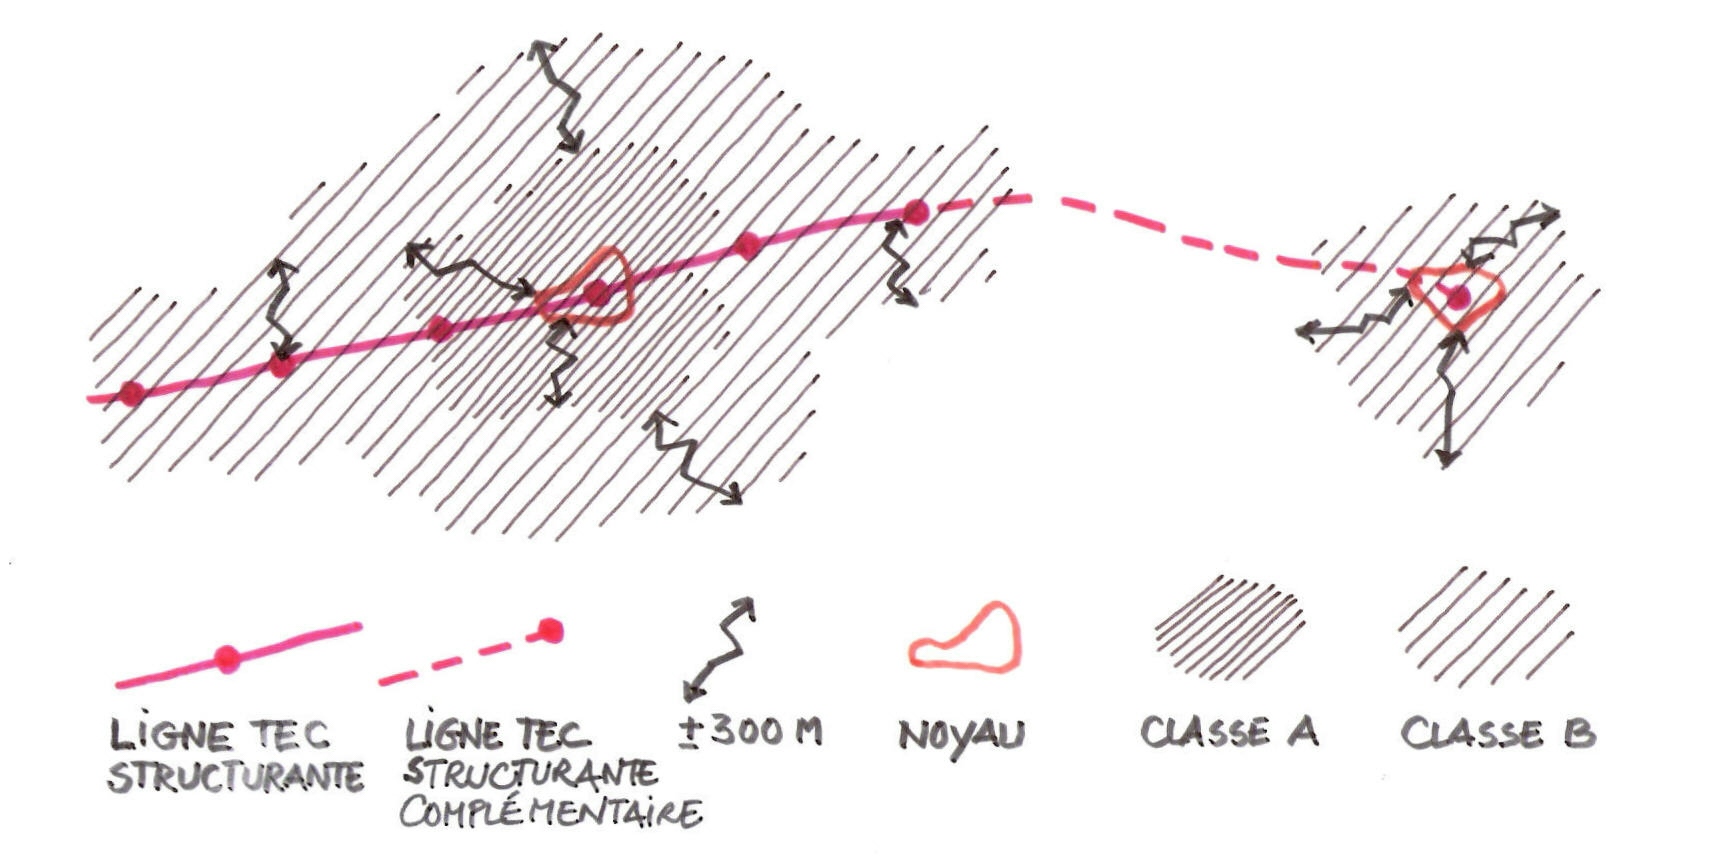 LIGNE TEC
STRUCTURANTE
LIGNE TEC
STRUCTURANTE
COMPLÉMENTAIRE
±300 M
NOYAU
CLASSE A
CLASSE B